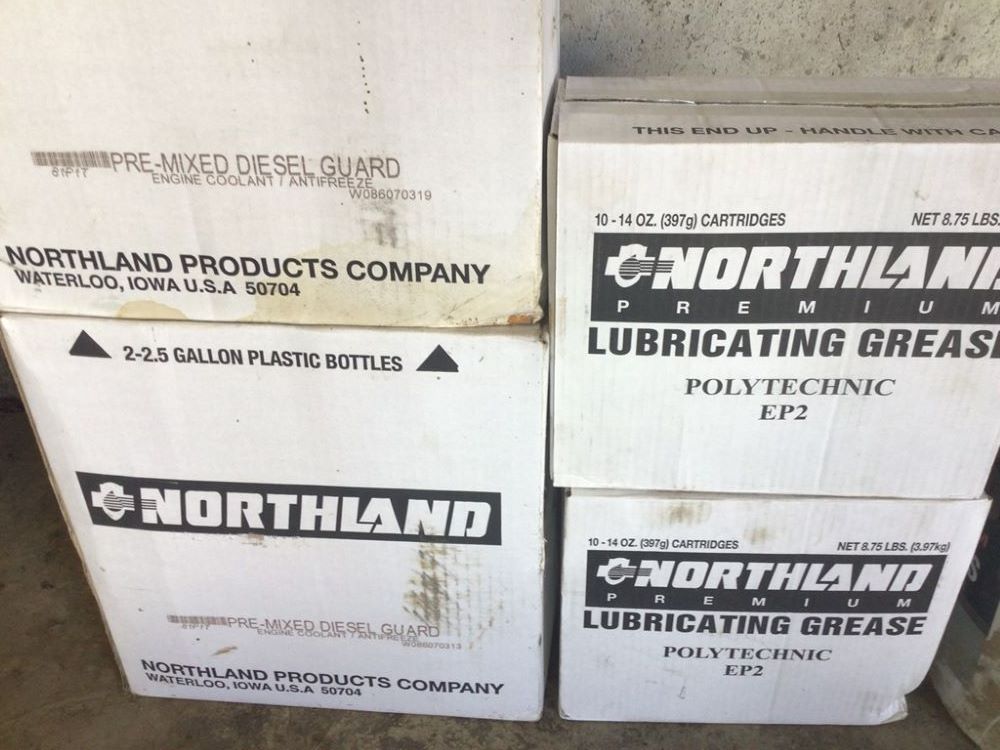 PRE-MIXED DIESEL GUARD
ENGINE COOLANT / ANTIFREEZE
W086070319
NORTHLAND PRODUCTS COMPANY
WATERLOO, IOWA U.S.A 50704
2-2.5 GALLON PLASTIC BOTTLES
NORTHLAND
PRE-MIXED DIESEL GUARD
ENGINE COOLANT / ANTIFREEZE
W086070313
NORTHLAND PRODUCTS COMPANY
WATERLOO, IOWA U.S.A 50704
THIS END UP - HANDLE WITH CA
10 - 14 OZ. (397g) CARTRIDGES NET 8.75 LBS.
NORTHLAN
PREMIUM
LUBRICATING GREAS
POLYTECHNIC
EP2
10 - 14 OZ. (397g) CARTRIDGES NET 8.75 LBS. (3.97kg)
NORTHLAND
PREMIUM
LUBRICATING GREASE
POLYTECHNIC
EP2